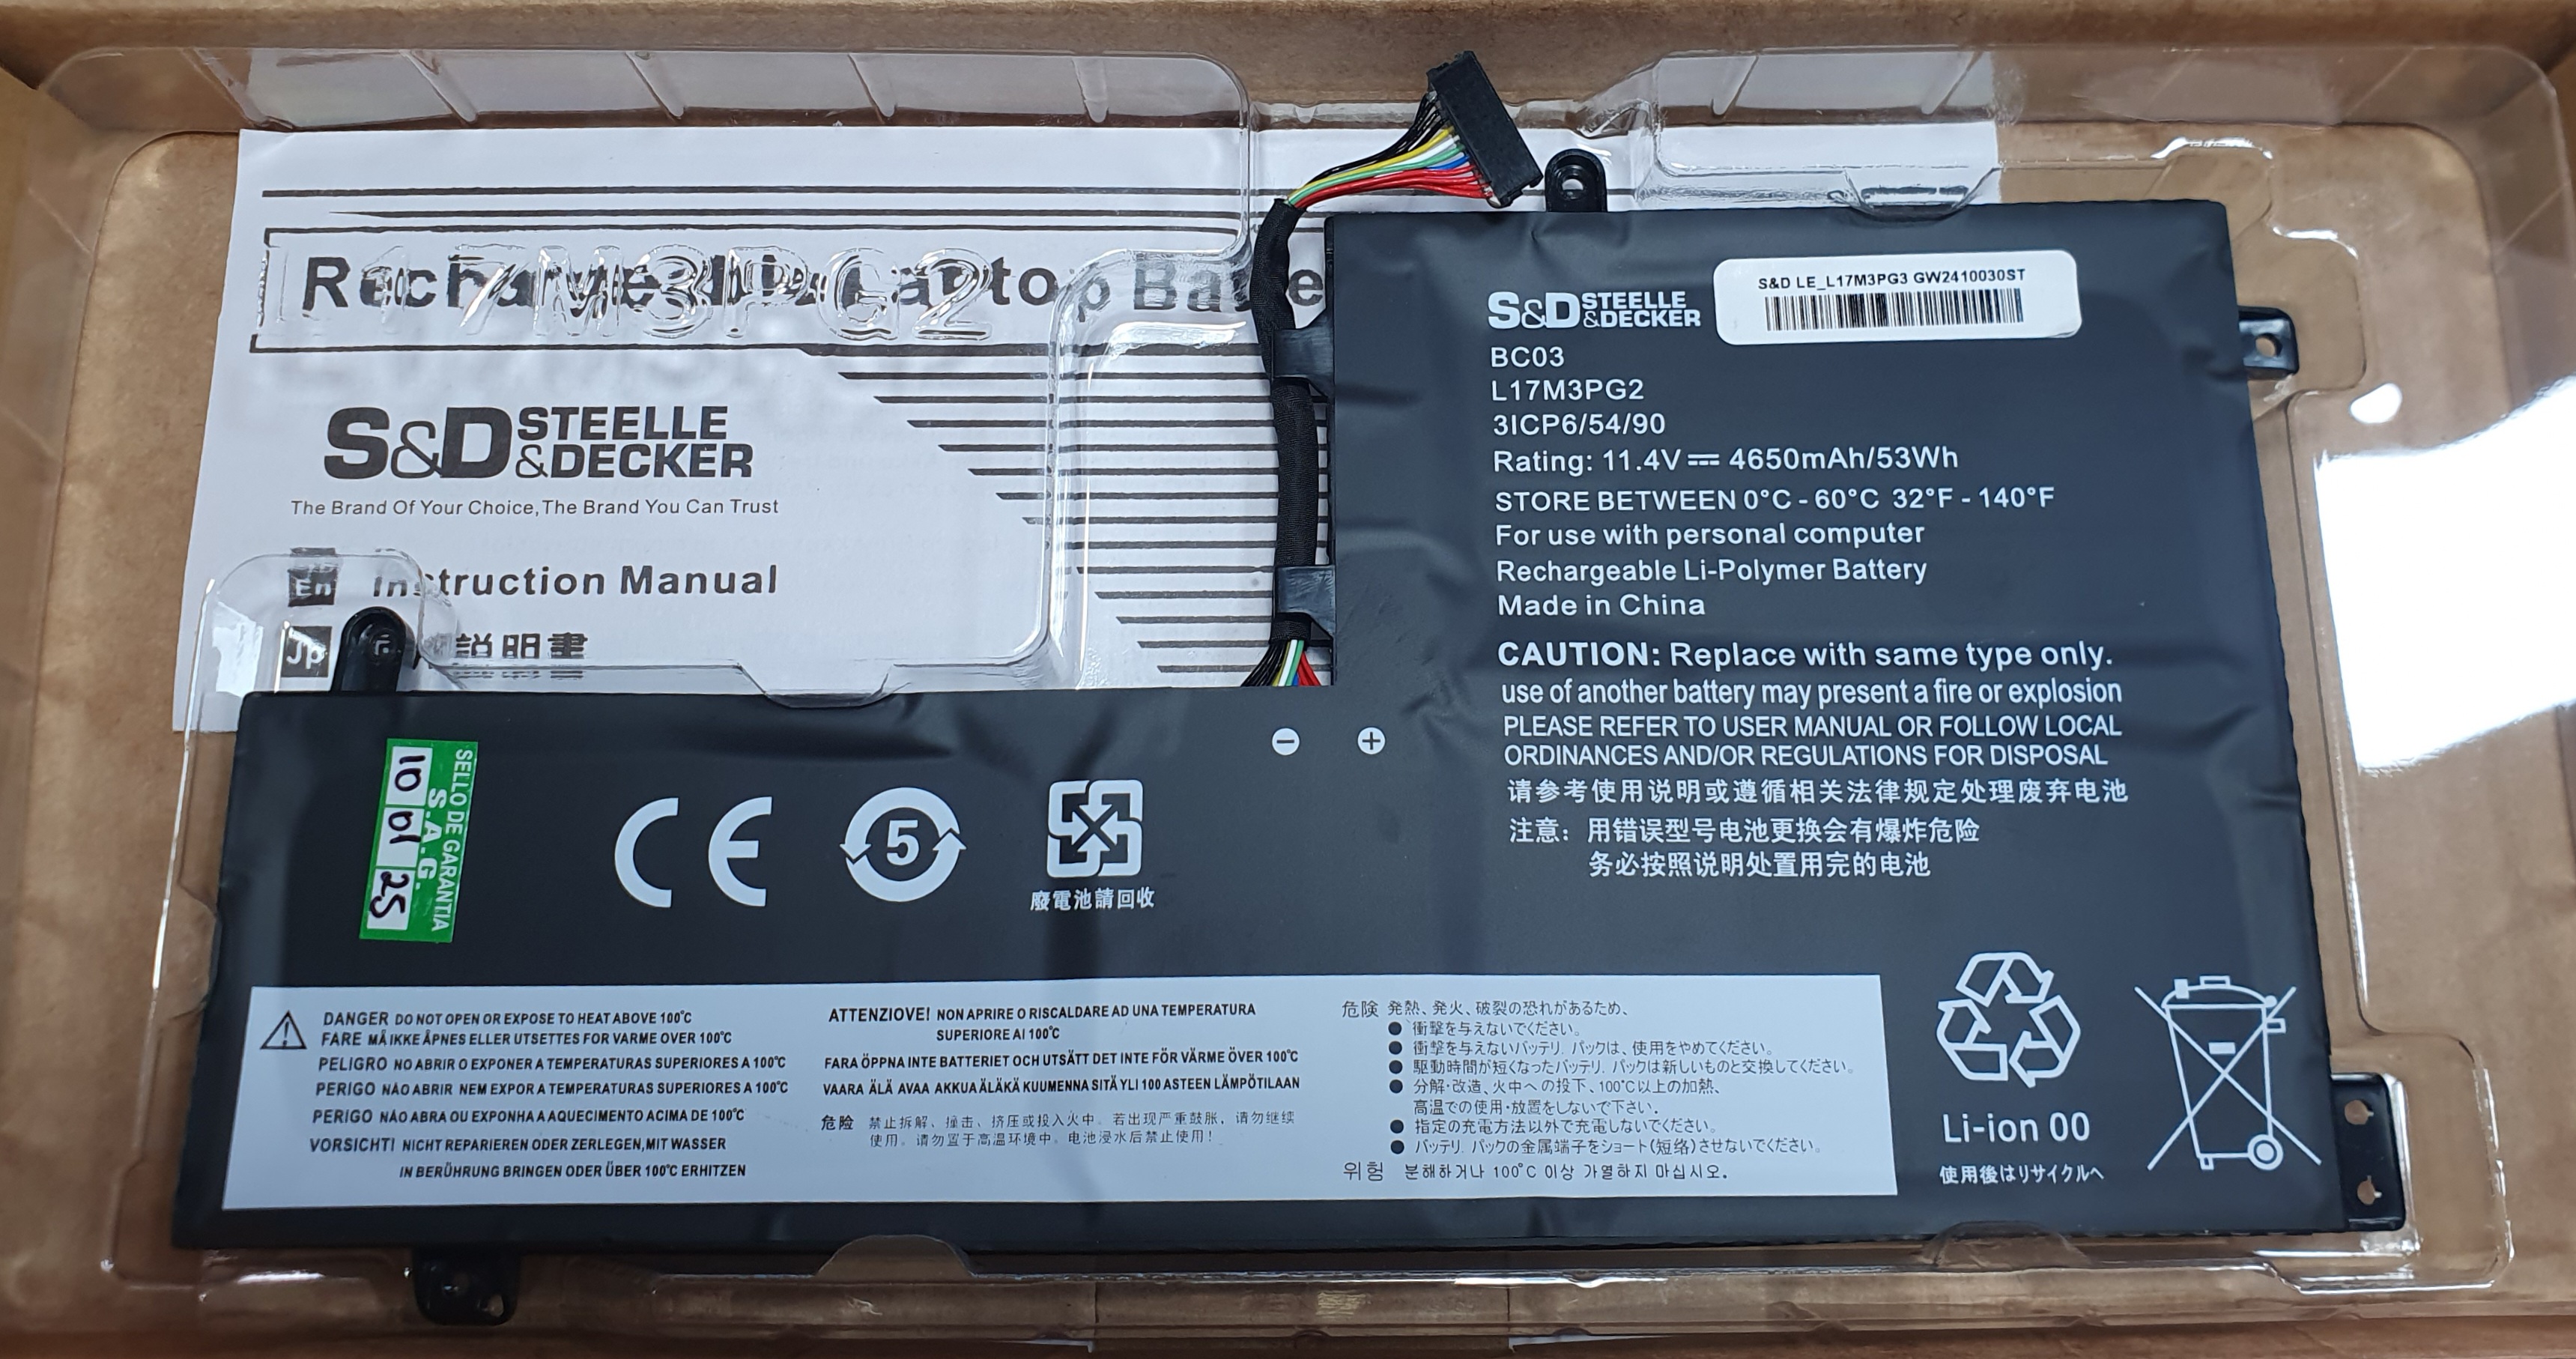 Rechargeable Laptop Batte
L17M3PG2
S&D STEELLE
&DECKER
The Brand Of Your Choice,The Brand You Can Trust
En Instruction Manual
Jp 説明書
S&D STEELLE
&DECKER
S&D LE_L17M3PG3 GW2410030ST
BC03
L17M3PG2
3ICP6/54/90
Rating: 11.4V ⎓ 4650mAh/53Wh
STORE BETWEEN 0°C - 60°C 32°F - 140°F
For use with personal computer
Rechargeable Li-Polymer Battery
Made in China
CAUTION: Replace with same type only.
use of another battery may present a fire or explosion
PLEASE REFER TO USER MANUAL OR FOLLOW LOCAL
ORDINANCES AND/OR REGULATIONS FOR DISPOSAL
请参考使用说明或遵循相关法律规定处理废弃电池
注意：用错误型号电池更换会有爆炸危险
务必按照说明处置用完的电池
− +
SELLO DE GARANTIA
S.A.G.
10 01 25
CE
5
廢電池請回收
DANGER DO NOT OPEN OR EXPOSE TO HEAT ABOVE 100℃
FARE MÅ IKKE ÅPNES ELLER UTSETTES FOR VARME OVER 100℃
PELIGRO NO ABRIR O EXPONER A TEMPERATURAS SUPERIORES A 100℃
PERIGO NÃO ABRIR NEM EXPOR A TEMPERATURAS SUPERIORES A 100℃
PERIGO NÃO ABRA OU EXPONHA A AQUECIMENTO ACIMA DE 100℃
VORSICHT! NICHT REPARIEREN ODER ZERLEGEN, MIT WASSER
IN BERÜHRUNG BRINGEN ODER ÜBER 100℃ ERHITZEN
ATTENZIOVE! NON APRIRE O RISCALDARE AD UNA TEMPERATURA
SUPERIORE AI 100℃
FARA ÖPPNA INTE BATTERIET OCH UTSÄTT DET INTE FÖR VÄRME ÖVER 100℃
VAARA ÄLÄ AVAA AKKUA ÄLÄKÄ KUUMENNA SITÄ YLI 100 ASTEEN LÄMPÖTILAAN
危险 禁止拆解、撞击、挤压或投入火中。若出现严重鼓胀，请勿继续
使用。请勿置于高温环境中。电池浸水后禁止使用！
危険 発熱、発火、破裂の恐れがあるため、
● 衝撃を与えないでください。
● 衝撃を与えないバッテリ パックは、使用をやめてください。
● 駆動時間が短くなったバッテリ パックは新しいものと交換してください。
● 分解・改造、火中への投下、100℃以上の加熱、
高温での使用・放置をしないで下さい.
● 指定の充電方法以外で充電しないでください。
● バッテリ パックの金属端子をショート(短络)させないでください。
위험 분해하거나 100℃ 이상 가열하지 마십시오.
Li-ion 00
使用後はリサイクルへ